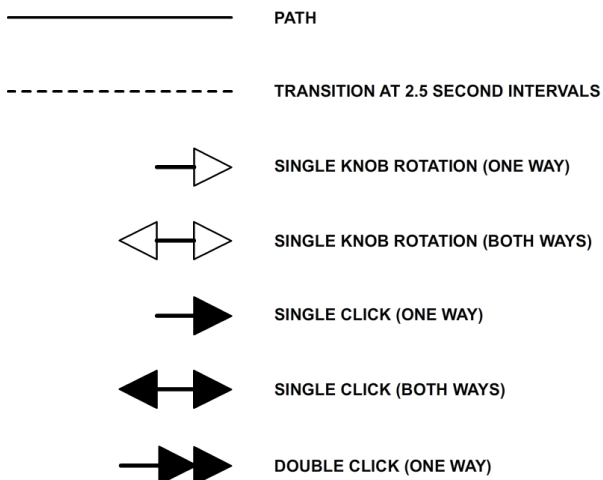 PATH
TRANSITION AT 2.5 SECOND INTERVALS
SINGLE KNOB ROTATION (ONE WAY)
SINGLE KNOB ROTATION (BOTH WAYS)
SINGLE CLICK (ONE WAY)
SINGLE CLICK (BOTH WAYS)
DOUBLE CLICK (ONE WAY)